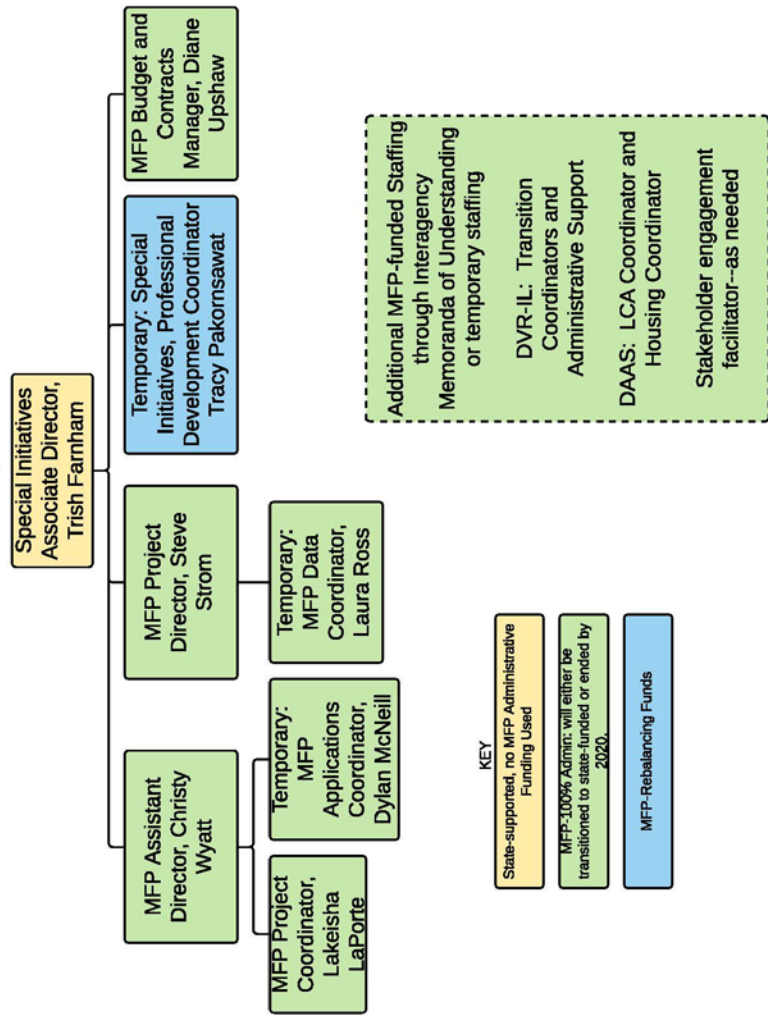 Special Initiatives
Associate Director,
Trish Farnham
MFP Assistant
Director, Christy
Wyatt
MFP Project
Director, Steve
Strom
Temporary: Special
Initiatives, Professional
Development Coordinator
Tracy Pakornsawat
MFP Budget and
Contracts
Manager, Diane
Upshaw
MFP Project
Coordinator,
Lakeisha
LaPorte
Temporary:
MFP
Applications
Coordinator,
Dylan McNeill
Temporary:
MFP Data
Coordinator,
Laura Ross
KEY
State-supported, no MFP Administrative
Funding Used
MFP-100% Admin: will either be
transitioned to state-funded or ended by
2020.
MFP-Rebalancing Funds
Additional MFP-funded Staffing
through Interagency
Memoranda of Understanding
or temporary staffing
DVR-IL: Transition
Coordinators and
Administrative Support
DAAS: LCA Coordinator and
Housing Coordinator
Stakeholder engagement
facilitator--as needed